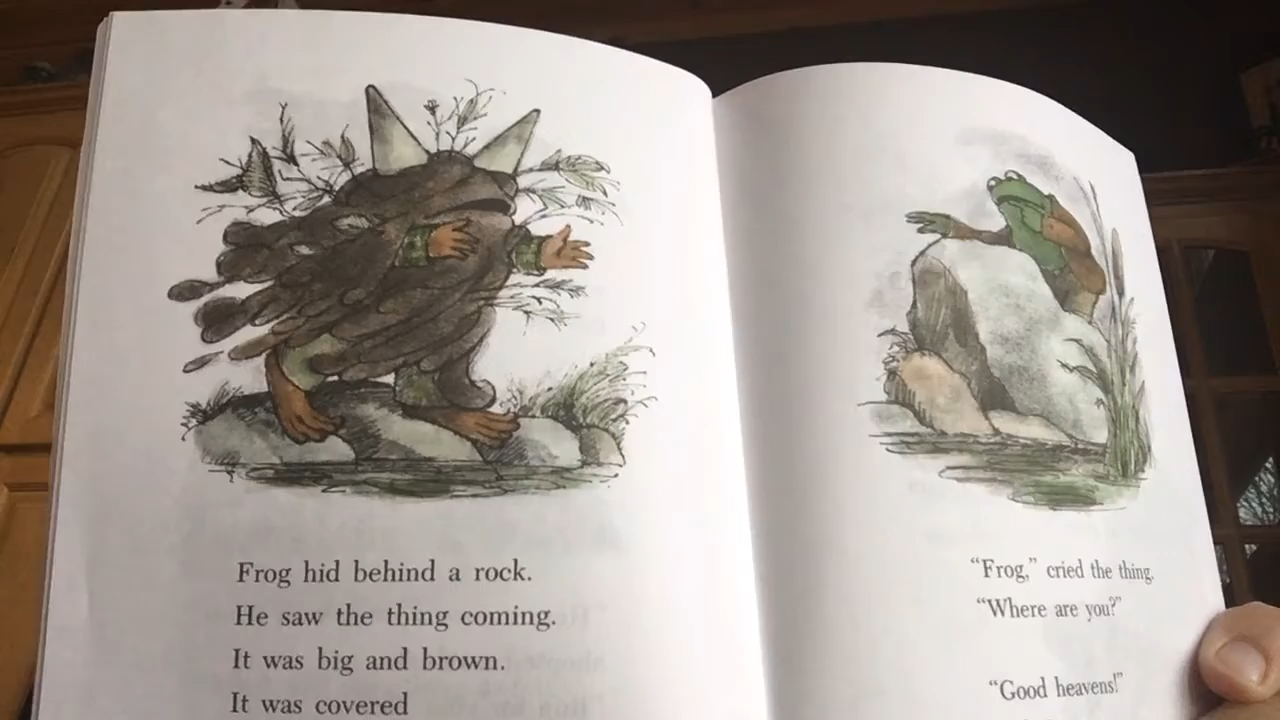 Frog hid behind a rock.
He saw the thing coming.
It was big and brown.
It was covered
“Frog,” cried the thing.
“Where are you?”
“Good heavens!”